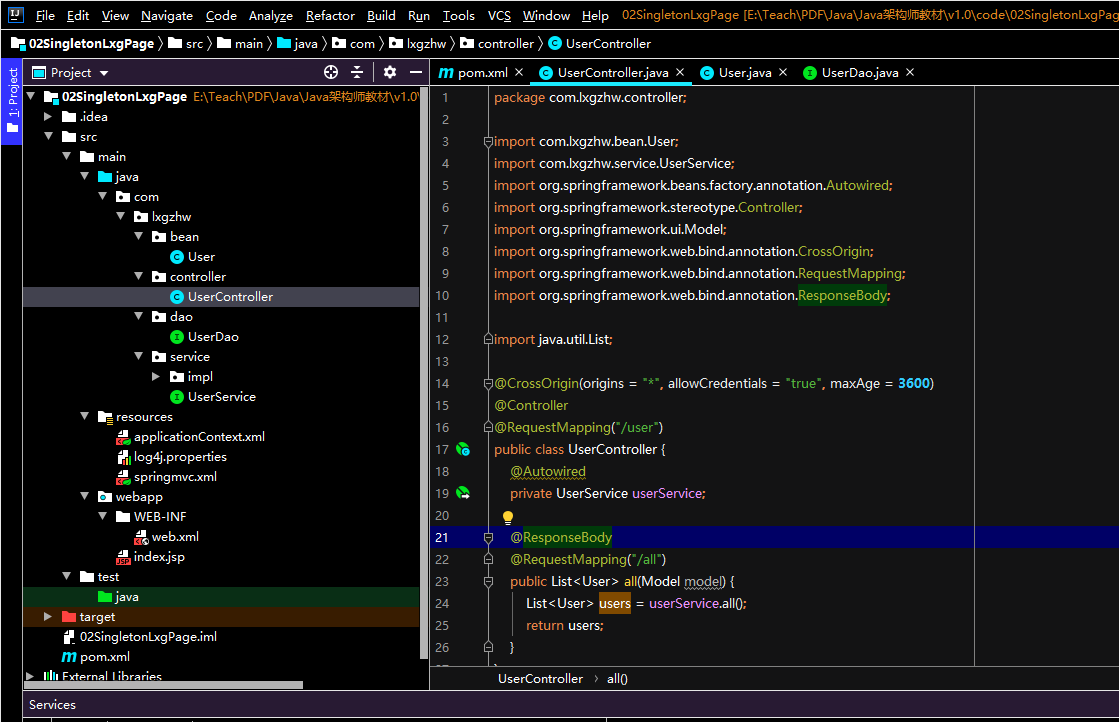 File Edit View Navigate Code Analyze Refactor Build Run Tools VCS Window Help 02SingletonLxgPage [E:\Teach\PDF\Java\Java架构师教材\v1.0\code\02SingletonLxgPag
02SingletonLxgPage src main java com lxgzhw controller UserController
1: Project
Project
02SingletonLxgPage E:\Teach\PDF\Java\Java架构师教材\v1.0\
.idea
src
main
java
com
lxgzhw
bean
User
controller
UserController
dao
UserDao
service
impl
UserService
resources
applicationContext.xml
log4j.properties
springmvc.xml
webapp
WEB-INF
web.xml
index.jsp
test
java
target
02SingletonLxgPage.iml
pom.xml
External Libraries
pom.xml UserController.java User.java UserDao.java
1 package com.lxgzhw.controller;
2
3 import com.lxgzhw.bean.User;
4 import com.lxgzhw.service.UserService;
5 import org.springframework.beans.factory.annotation.Autowired;
6 import org.springframework.stereotype.Controller;
7 import org.springframework.ui.Model;
8 import org.springframework.web.bind.annotation.CrossOrigin;
9 import org.springframework.web.bind.annotation.RequestMapping;
10 import org.springframework.web.bind.annotation.ResponseBody;
11
12 import java.util.List;
13
14 @CrossOrigin(origins = "*", allowCredentials = "true", maxAge = 3600)
15 @Controller
16 @RequestMapping("/user")
17 public class UserController {
18 @Autowired
19 private UserService userService;
20
21 @ResponseBody
22 @RequestMapping("/all")
23 public List<User> all(Model model) {
24 List<User> users = userService.all();
25 return users;
26 }
UserController all()
Services